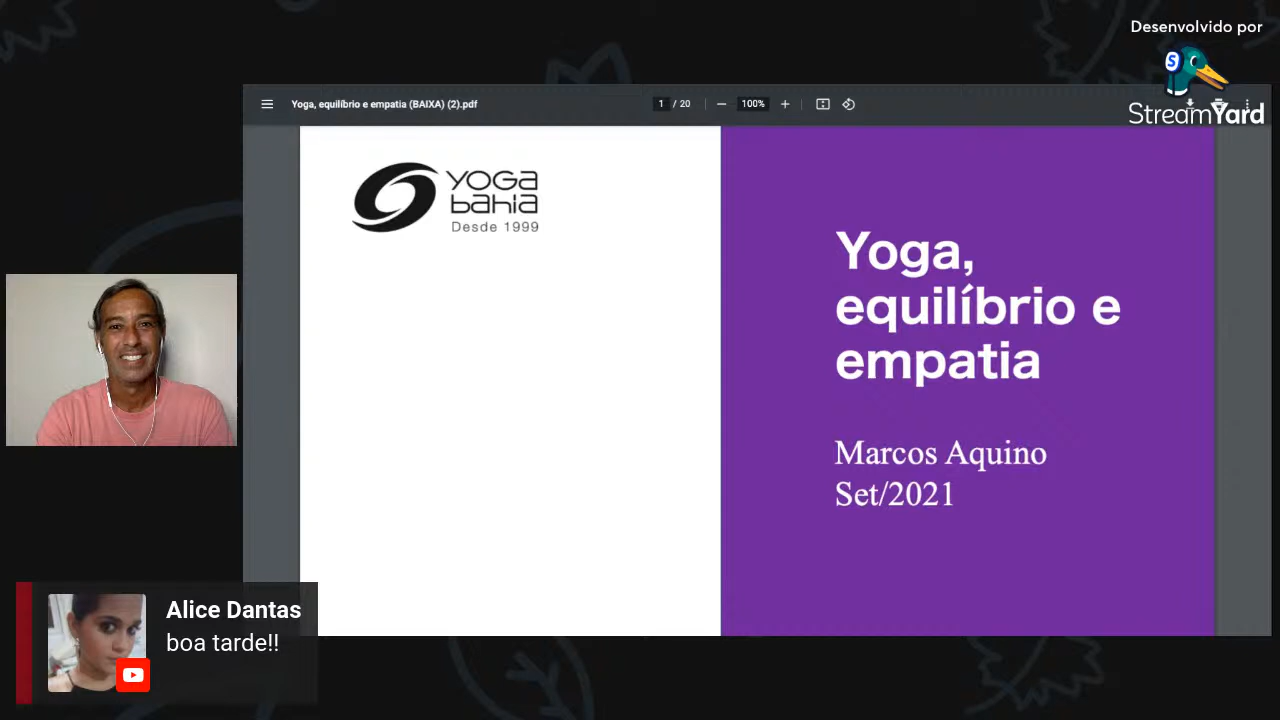 Desenvolvido por
StreamYard
Yoga, equilíbrio e empatia (BAIXA) (2).pdf
1 / 20
100%
YOGA
bahia
Desde 1999
Yoga,
equilíbrio e
empatia
Marcos Aquino
Set/2021
Alice Dantas
boa tarde!!